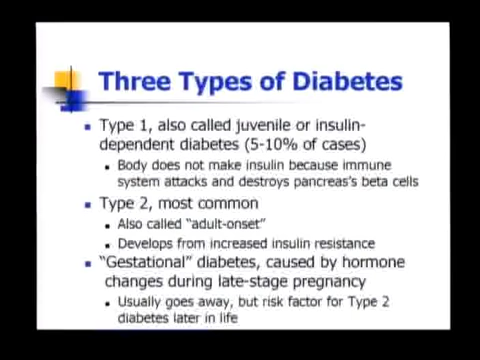 Three Types of Diabetes
Type 1, also called juvenile or insulin-
dependent diabetes (5-10% of cases)
Body does not make insulin because immune
system attacks and destroys pancreas's beta cells
Type 2, most common
Also called "adult-onset"
Develops from increased insulin resistance
"Gestational" diabetes, caused by hormone
changes during late-stage pregnancy
Usually goes away, but risk factor for Type 2
diabetes later in life